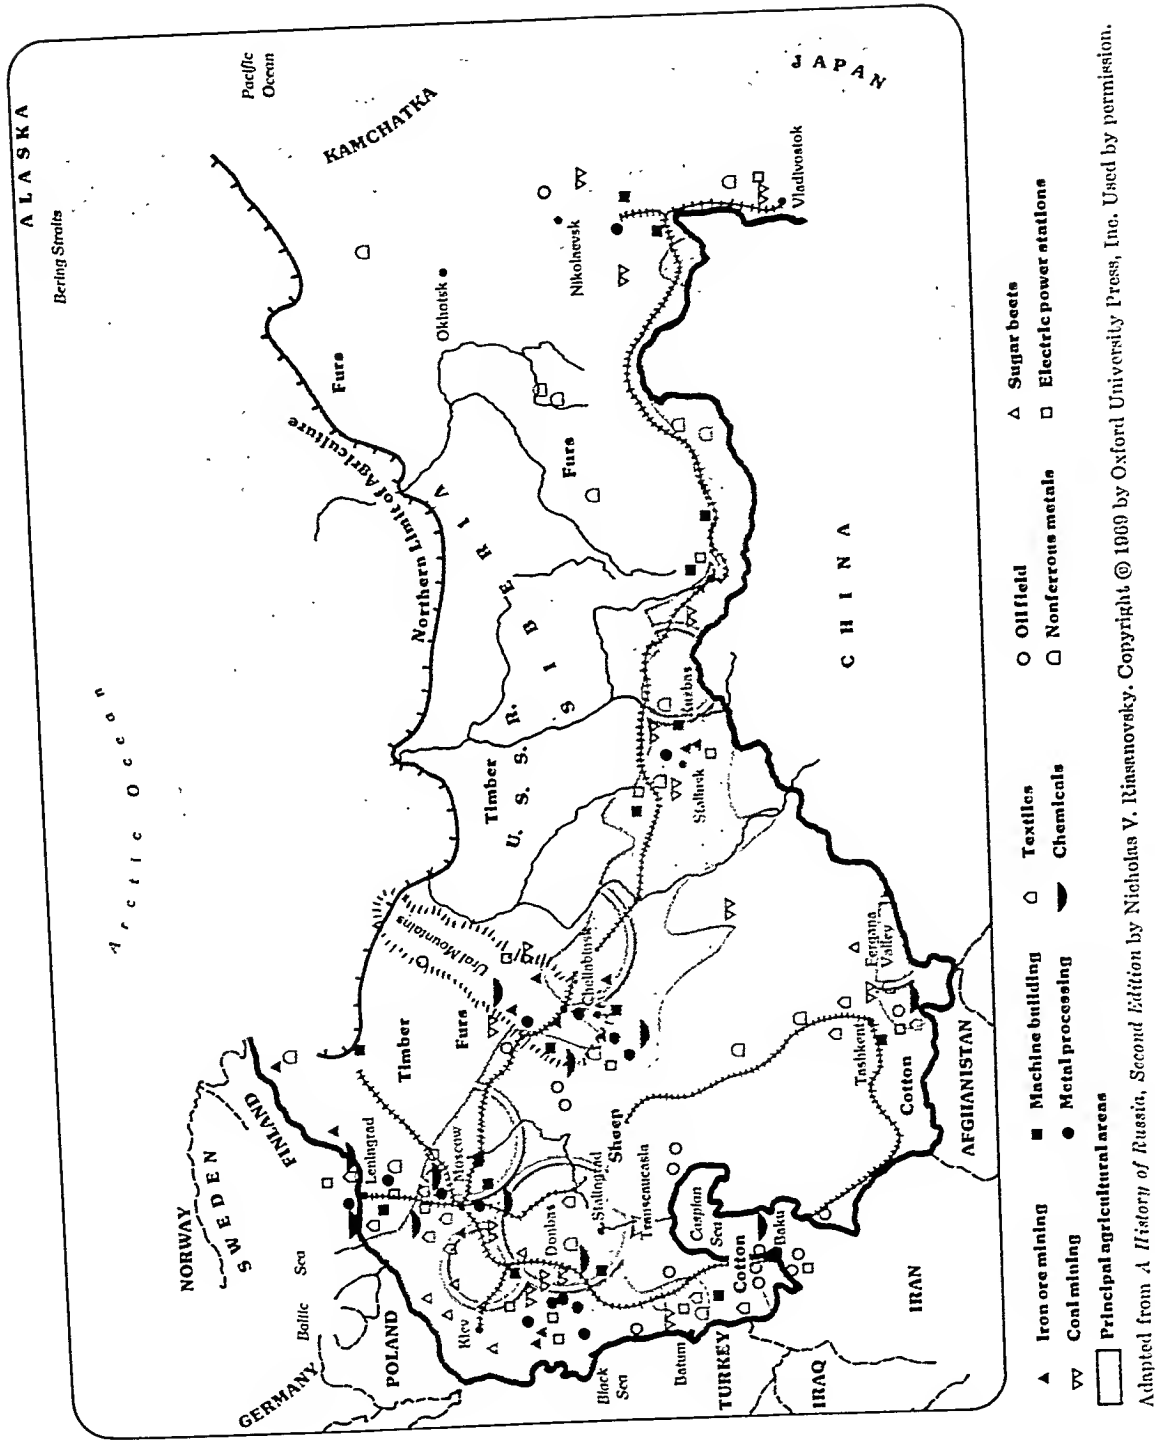 ALASKA
Bering Straits
Pacific
Ocean
KAMCHATKA
JAPAN
Arctic Ocean
Northern Limit of Agriculture
Furs
Okhotsk
Nikolaevsk
Vladivostok
Furs
SIBERIA
Timber
U. S. S. R.
Kuzbas
Stalinsk
CHINA
Ural Mountains
Timber
Furs
Cheliabinsk
NORWAY
SWEDEN
FINLAND
Leningrad
Moscow
Baltic
Sea
GERMANY
POLAND
Kiev
Donbas
Stalingrad
Sheep
Transcaucasia
Caspian
Sea
Cotton
Baku
Black
Sea
Batum
TURKEY
IRAQ
IRAN
Tashkent
Fergana
Valley
Cotton
AFGHANISTAN
Iron ore mining
Machine building
Textiles
Oilfield
Sugar beets
Coal mining
Metal processing
Chemicals
Nonferrous metals
Electric power stations
Principal agricultural areas
Adapted from A History of Russia, Second Edition by Nicholas V. Riasanovsky. Copyright © 1969 by Oxford University Press, Inc. Used by permission.